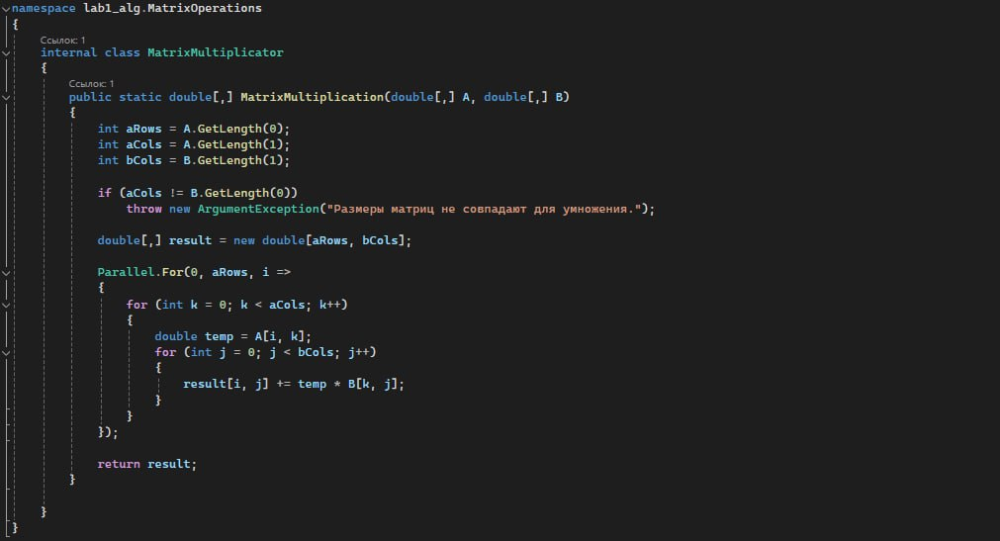 namespace lab1_alg.MatrixOperations
{
Ссылок: 1
internal class MatrixMultiplicator
{
Ссылок: 1
public static double[,] MatrixMultiplication(double[,] A, double[,] B)
{
int aRows = A.GetLength(0);
int aCols = A.GetLength(1);
int bCols = B.GetLength(1);
if (aCols != B.GetLength(0))
throw new ArgumentException("Размеры матриц не совпадают для умножения.");
double[,] result = new double[aRows, bCols];
Parallel.For(0, aRows, i =>
{
for (int k = 0; k < aCols; k++)
{
double temp = A[i, k];
for (int j = 0; j < bCols; j++)
{
result[i, j] += temp * B[k, j];
}
}
});
return result;
}
}
}